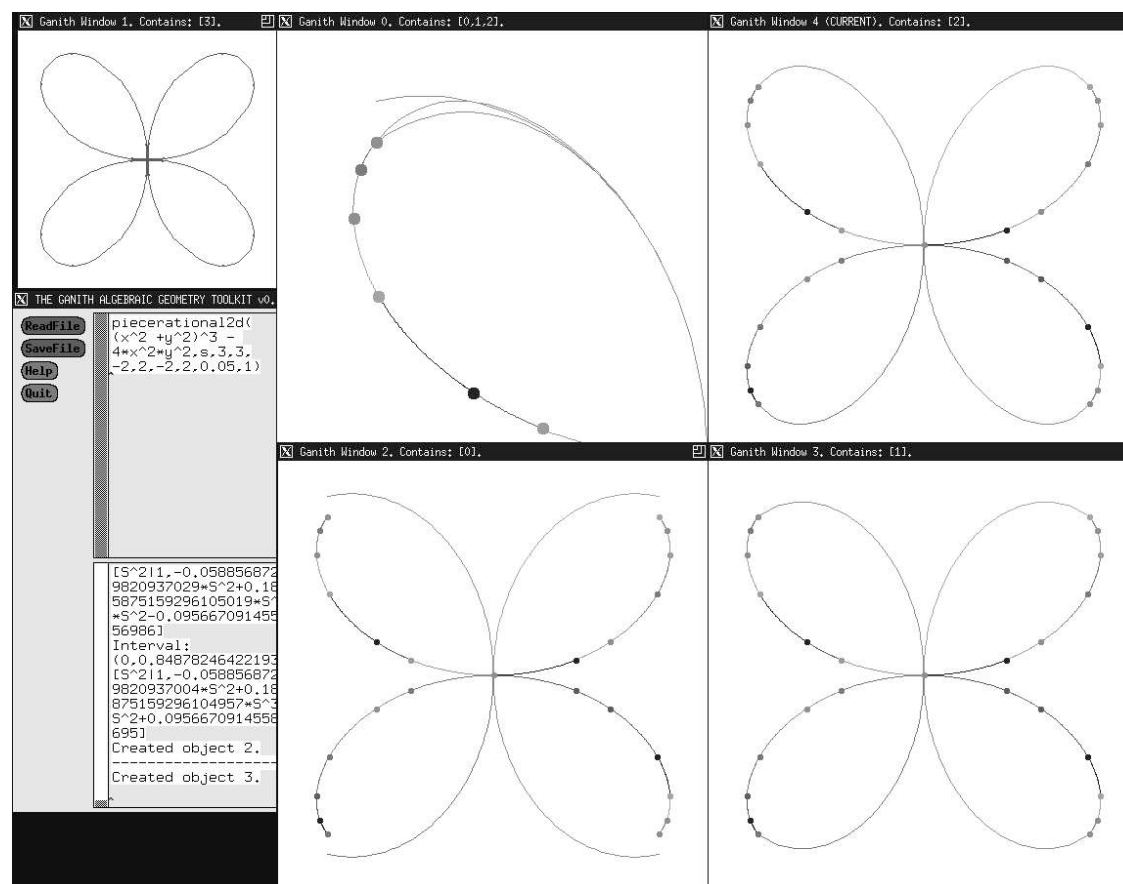 Ganith Window 1. Contains: [3].
Ganith Window 0. Contains: [0,1,2].
Ganith Window 4 (CURRENT). Contains: [2].
THE GANITH ALGEBRAIC GEOMETRY TOOLKIT v0.
ReadFile
SaveFile
Help
Quit
piecerational2d(
(x^2 +y^2)^3 -
4*x^2*y^2,s,3,3,
-2,2,-2,2,0.05,1)
Ganith Window 2. Contains: [0].
Ganith Window 3. Contains: [1].
[S^2|1,-0.058856872
9820937029*S^2+0.18
5875159296105019*S^
*S^2-0.095667091455
56986]
Interval:
(0,0.84878246422193
[S^2|1,-0.058856872
9820937004*S^2+0.18
875159296104957*S^3
S^2+0.0956670914558
695]
Created object 2.
Created object 3.